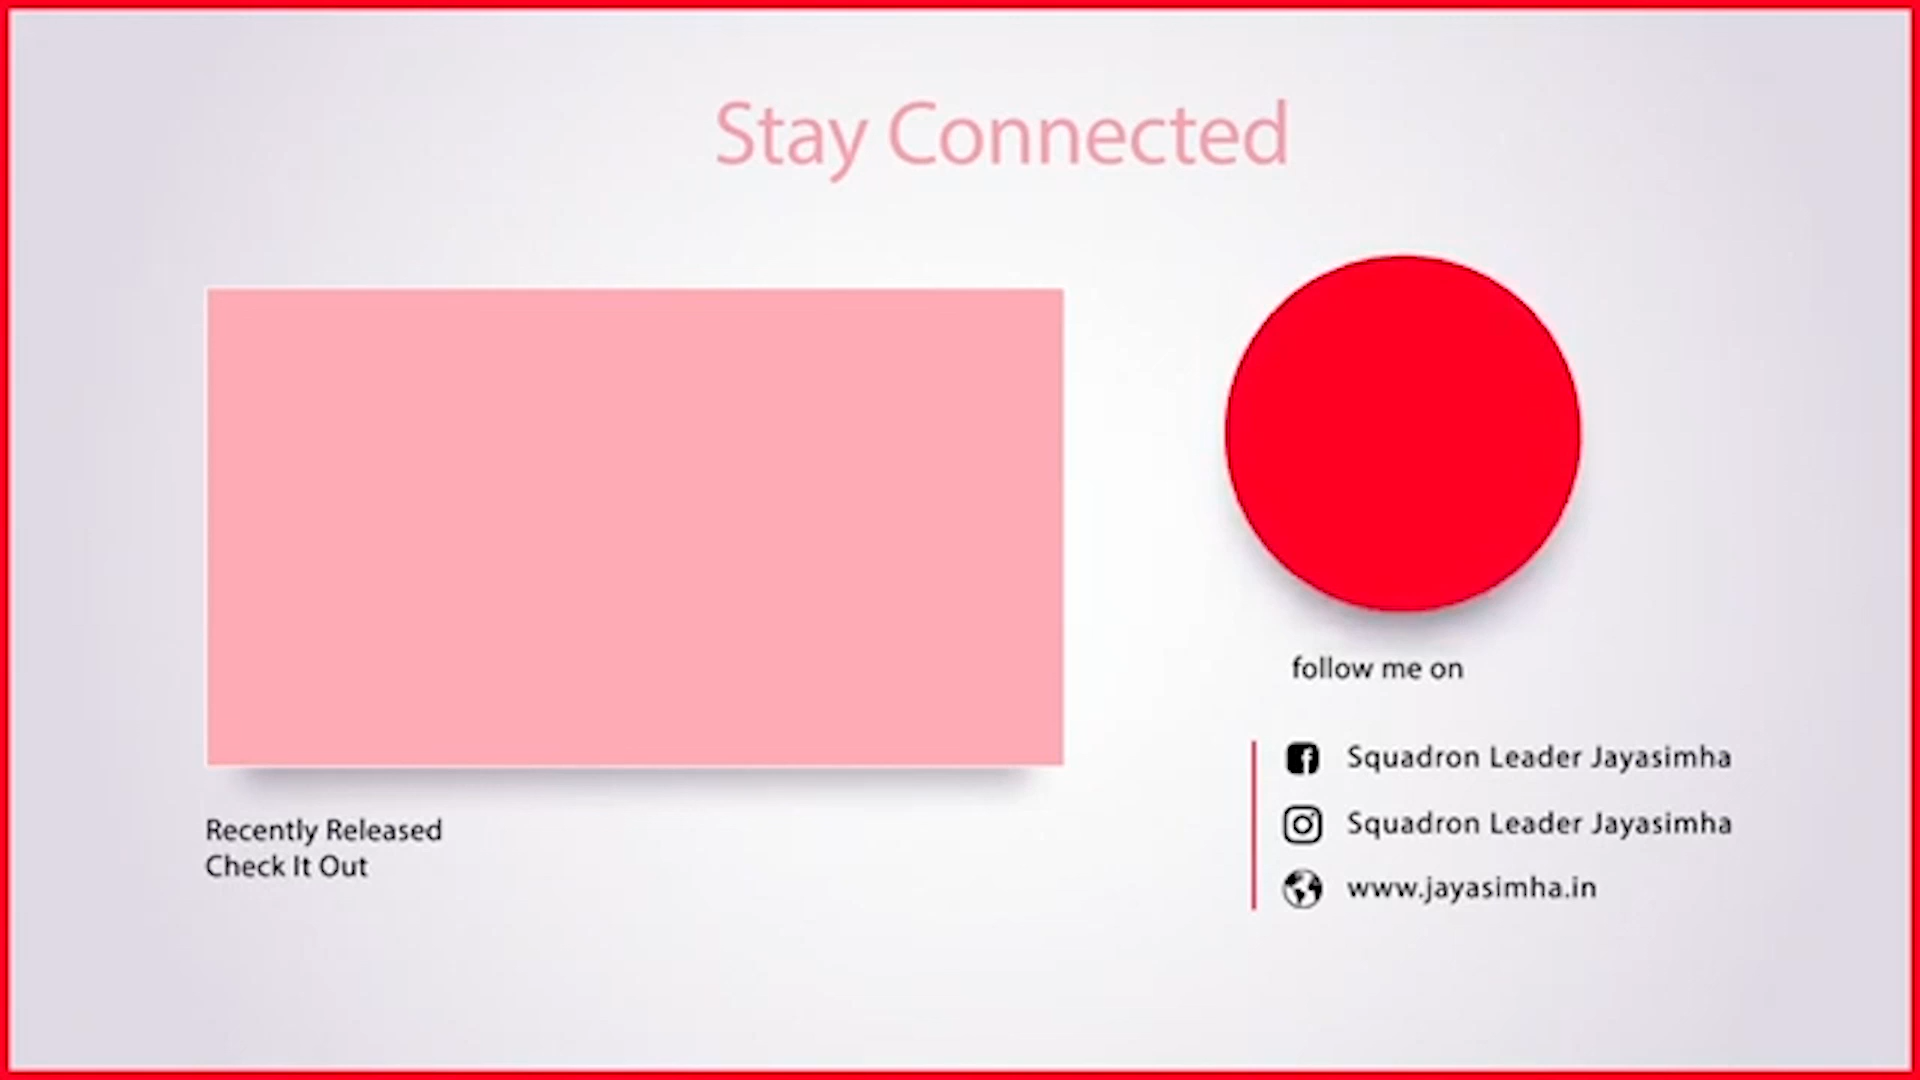 Stay Connected
Recently Released
Check It Out
follow me on
Squadron Leader Jayasimha
Squadron Leader Jayasimha
www.jayasimha.in